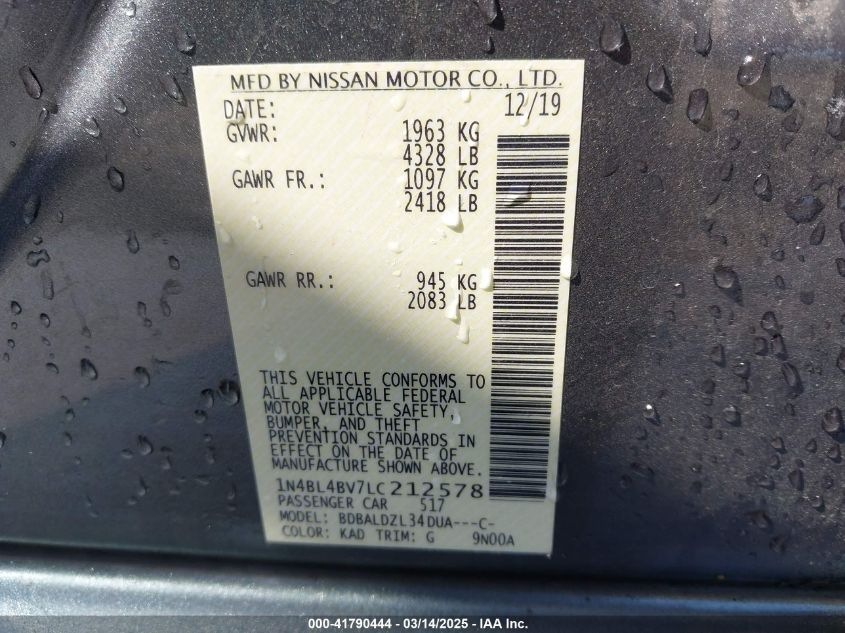 MFD BY NISSAN MOTOR CO., LTD.
DATE: 12/19
GVWR: 1963 KG
4328 LB
GAWR FR.: 1097 KG
2418 LB
GAWR RR.: 945 KG
2083 LB
THIS VEHICLE CONFORMS TO
ALL APPLICABLE FEDERAL
MOTOR VEHICLE SAFETY,
BUMPER, AND THEFT
PREVENTION STANDARDS IN
EFFECT ON THE DATE OF
MANUFACTURE SHOWN ABOVE.
1N4BL4BV7LC212578
PASSENGER CAR 517
MODEL: BDBALDZL34DUA---C-
COLOR: KAD TRIM: G 9N00A
000-41790444 - 03/14/2025 - IAA Inc.